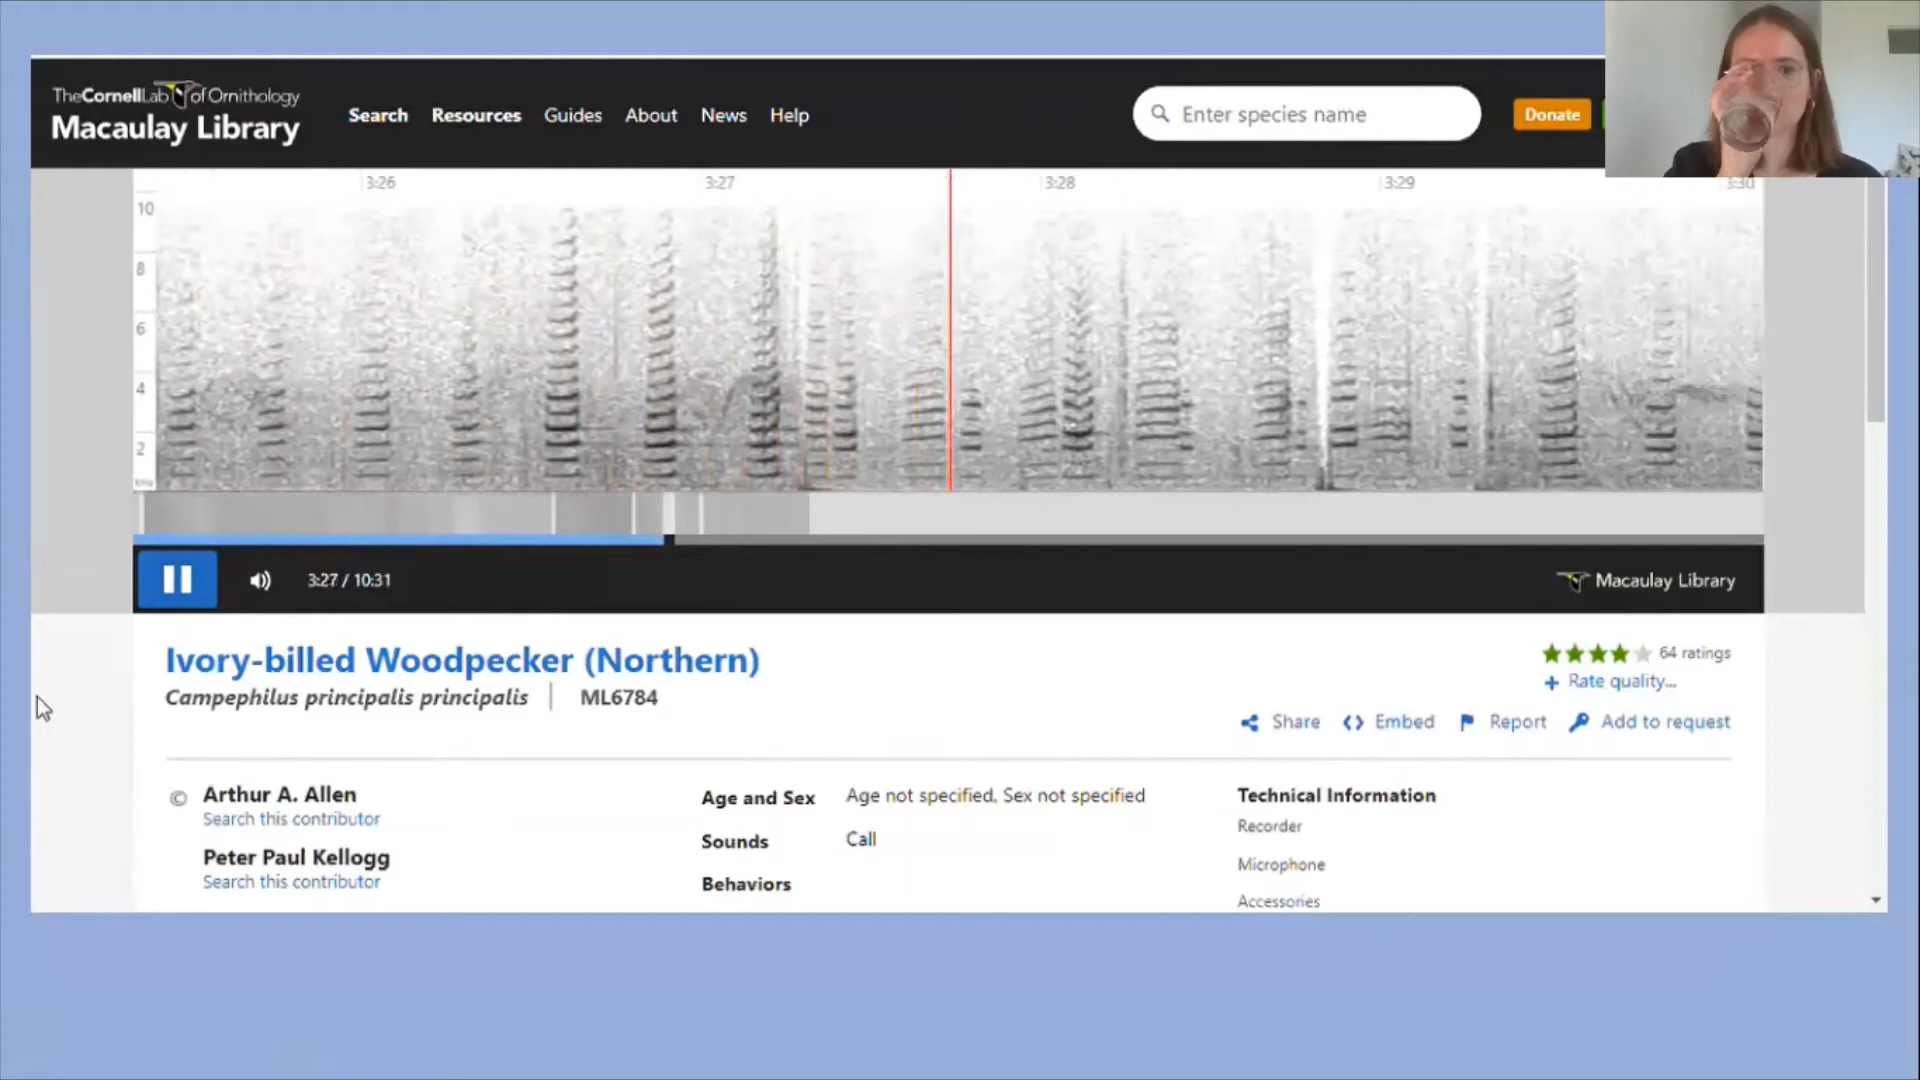 TheCornellLab of Ornithology
Macaulay Library
Search Resources Guides About News Help
Enter species name
Donate
3:26 3:27 3:28 3:29 3:30
10
8
6
4
2
kHz
3:27 / 10:31
Macaulay Library
Ivory-billed Woodpecker (Northern)
64 ratings
Campephilus principalis principalis | ML6784
+ Rate quality...
Share Embed Report Add to request
© Arthur A. Allen
Search this contributor
Peter Paul Kellogg
Search this contributor
Age and Sex Age not specified, Sex not specified
Sounds Call
Behaviors
Technical Information
Recorder
Microphone
Accessories